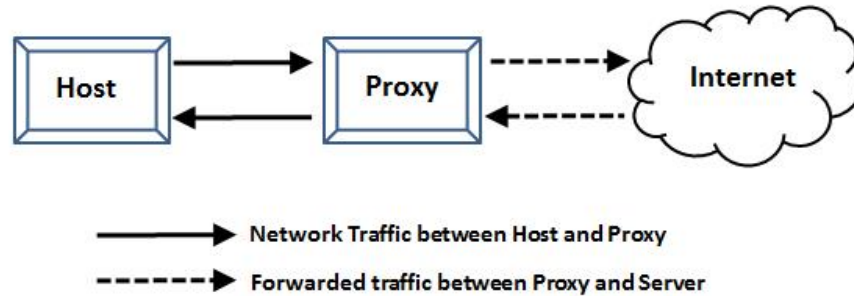 Host
Proxy
Internet
Network Traffic between Host and Proxy
Forwarded traffic between Proxy and Server